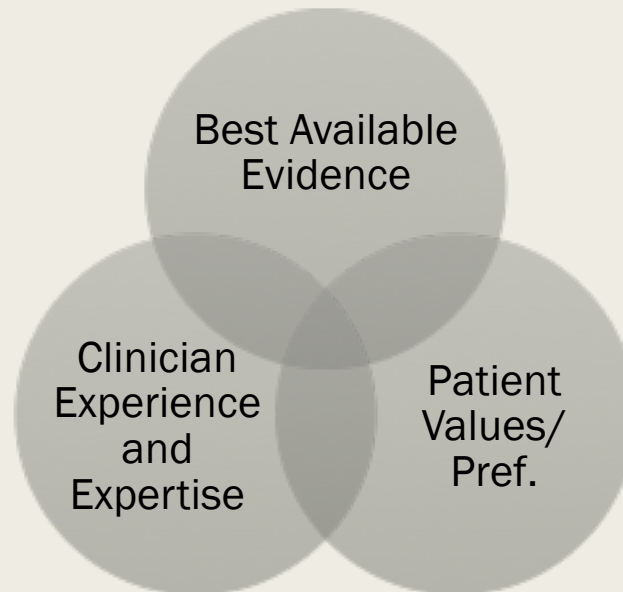 Best Available
Evidence
Clinician
Experience
and
Expertise
Patient
Values/
Pref.